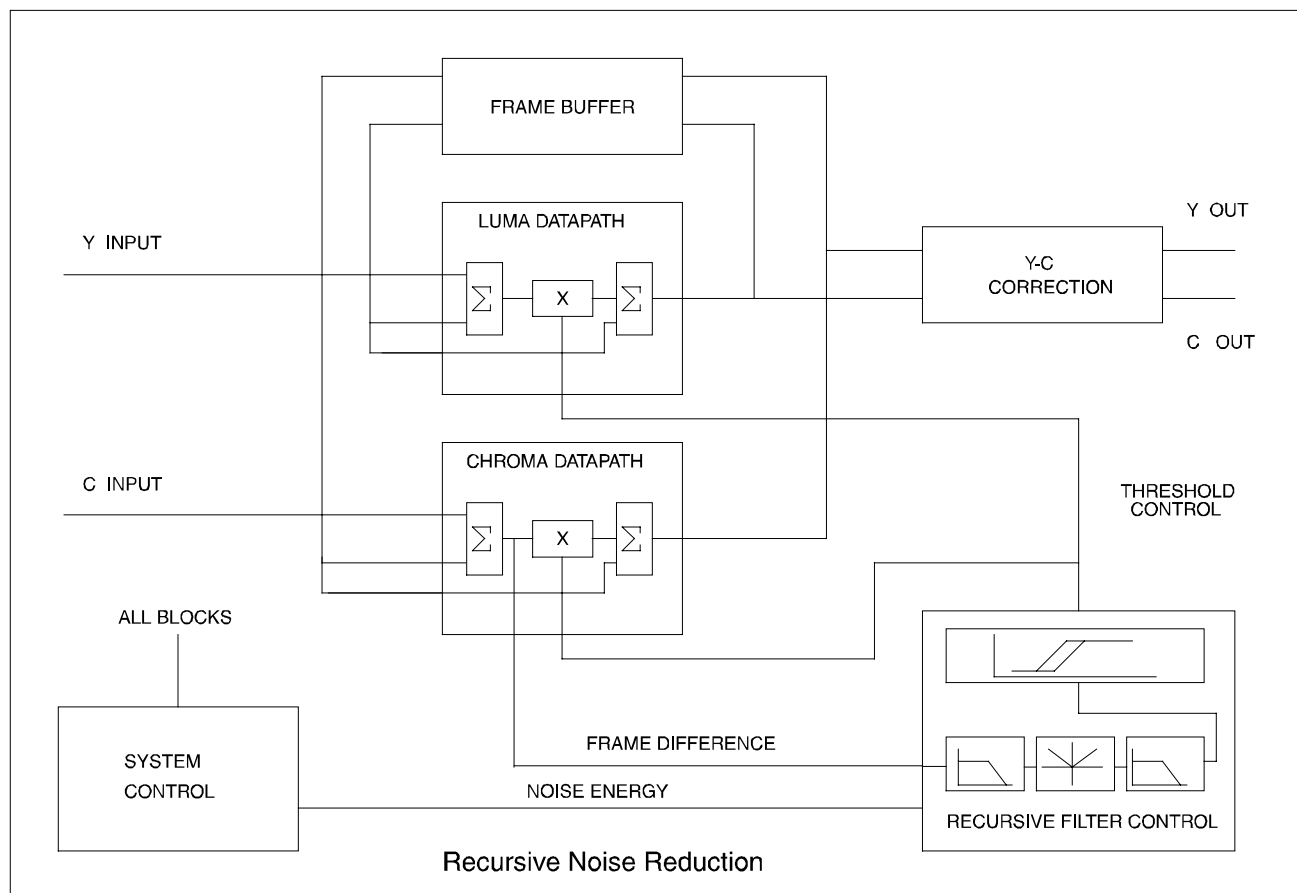 FRAME BUFFER
LUMA DATAPATH
Y INPUT
Σ
X
Σ
Y OUT
Y-C
CORRECTION
C OUT
CHROMA DATAPATH
C INPUT
Σ
X
Σ
THRESHOLD
CONTROL
ALL BLOCKS
SYSTEM
CONTROL
FRAME DIFFERENCE
NOISE ENERGY
RECURSIVE FILTER CONTROL
Recursive Noise Reduction